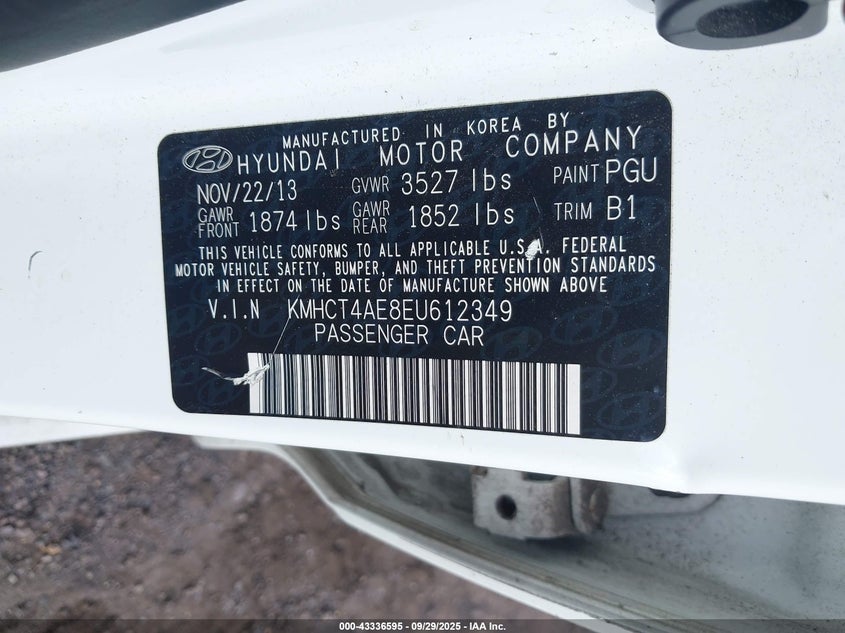 MANUFACTURED IN KOREA BY
HYUNDAI MOTOR COMPANY
NOV/22/13 GVWR 3527 lbs PAINT PGU
GAWR FRONT 1874 lbs GAWR REAR 1852 lbs TRIM B1
THIS VEHICLE CONFORMS TO ALL APPLICABLE U.S.A. FEDERAL
MOTOR VEHICLE SAFETY, BUMPER, AND THEFT PREVENTION STANDARDS
IN EFFECT ON THE DATE OF MANUFACTURE SHOWN ABOVE
V.I.N KMHCT4AE8EU612349
PASSENGER CAR
000-43336595 - 09/29/2025 - IAA Inc.